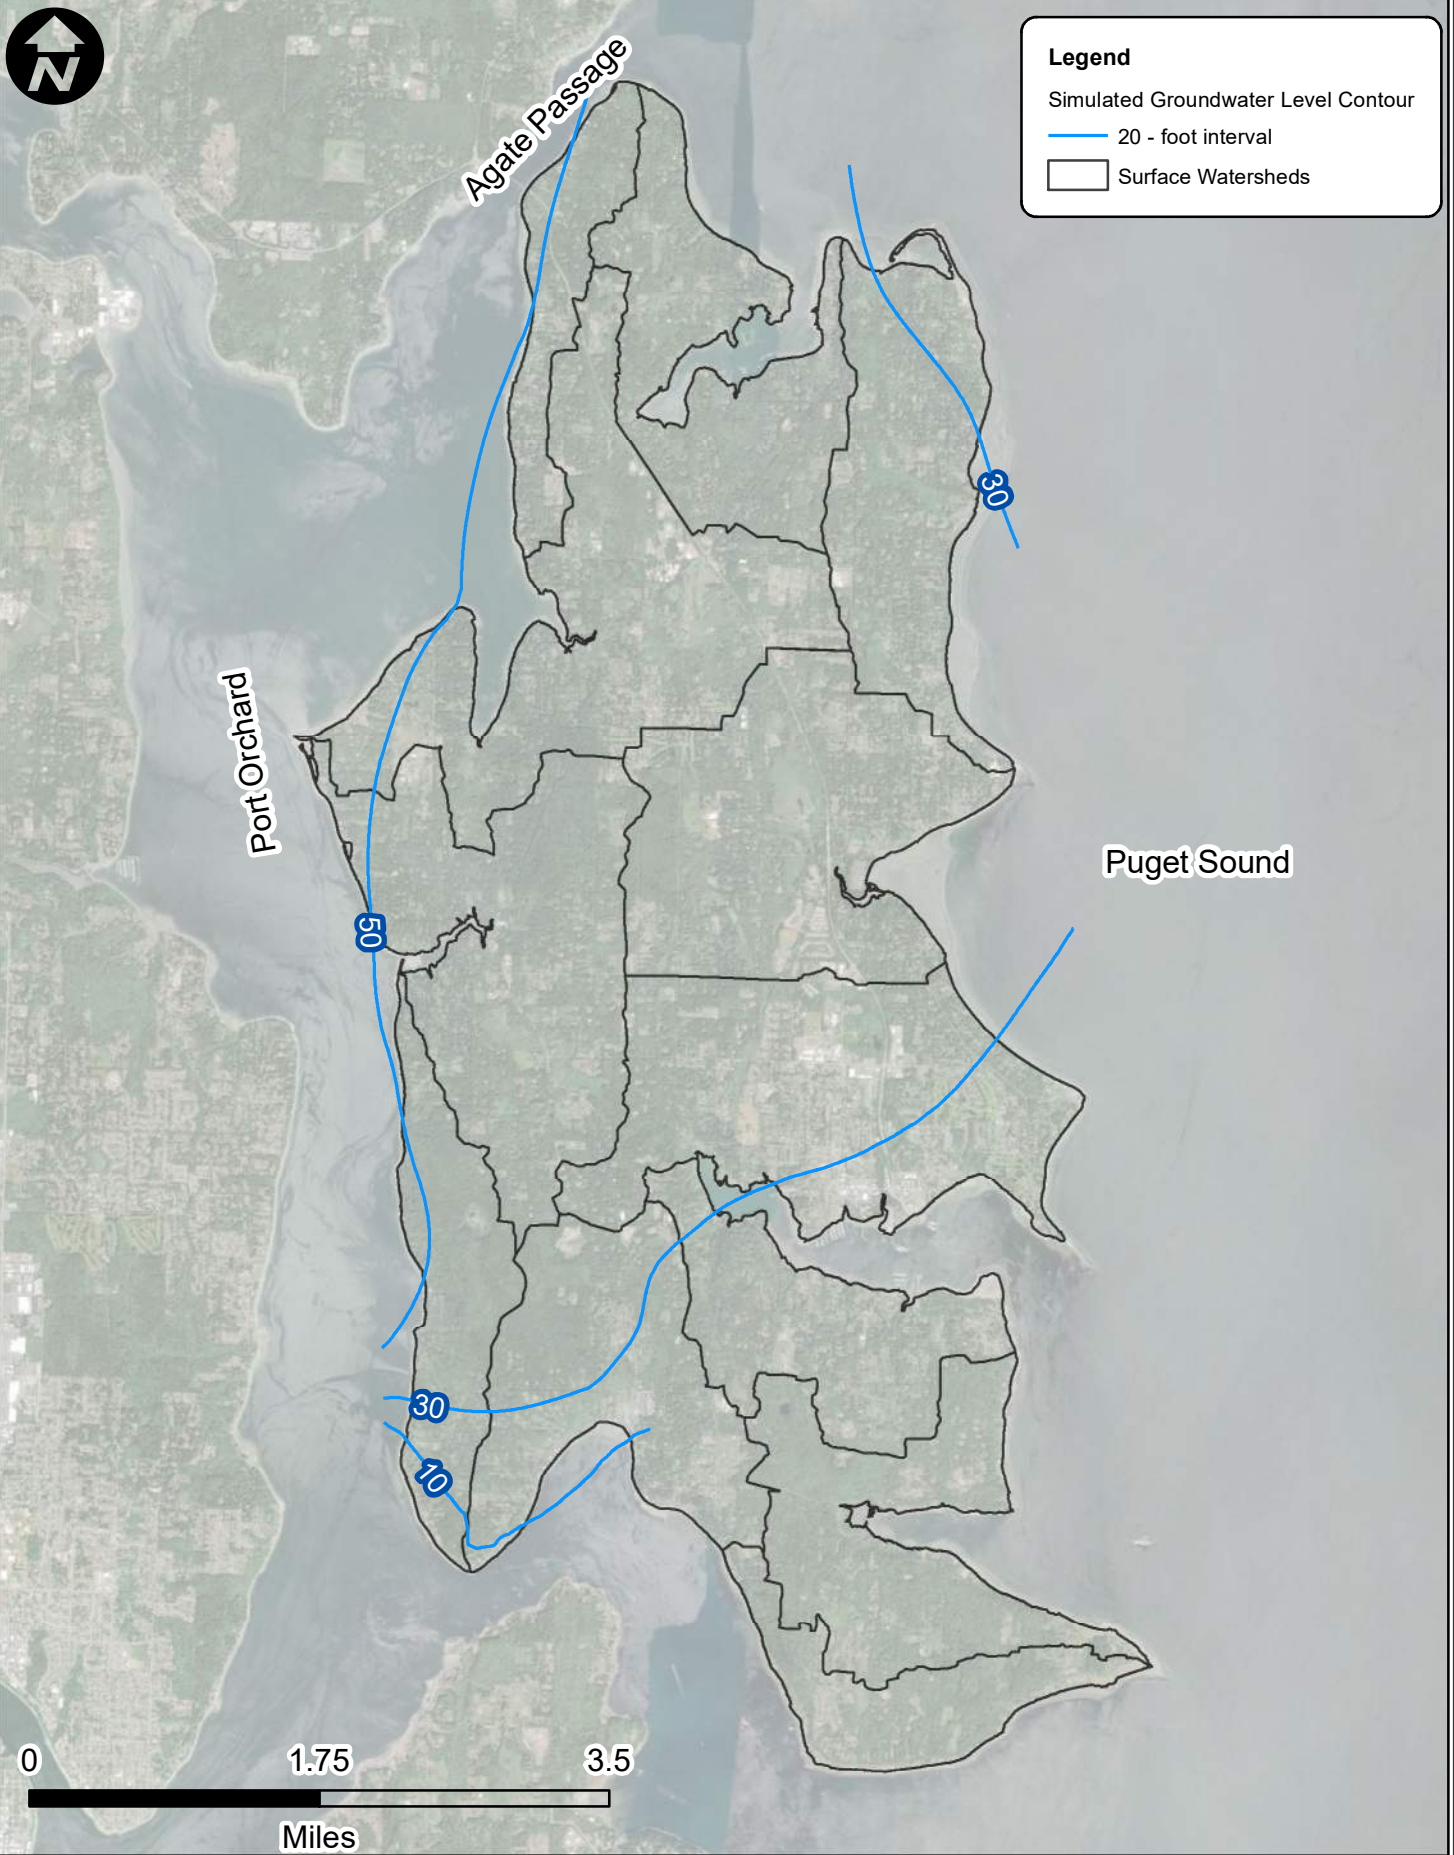 N
Agate Passage
Legend
Simulated Groundwater Level Contour
20 - foot interval
Surface Watersheds
30
Port Orchard
Puget Sound
50
30
10
0 1.75 3.5
Miles